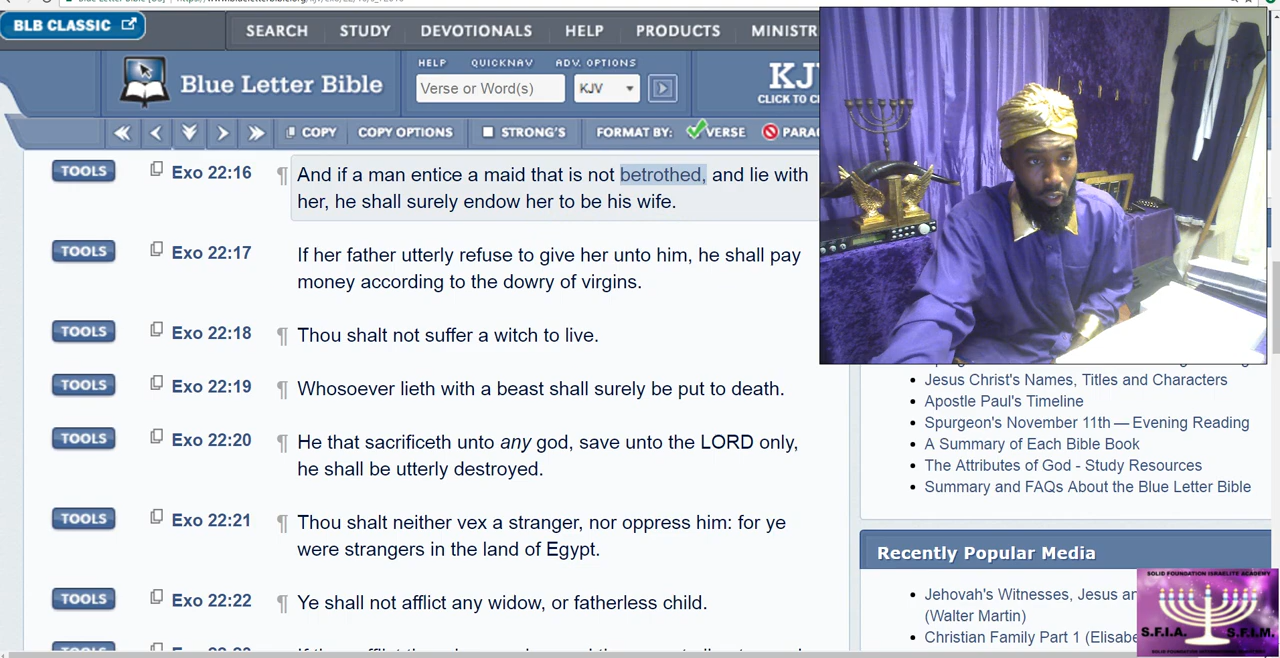 BLB CLASSIC
SEARCH STUDY DEVOTIONALS HELP PRODUCTS MINISTR
Blue Letter Bible
HELP QUICKNAV ADV. OPTIONS
Verse or Word(s) KJV
CLICK TO
COPY COPY OPTIONS STRONG'S FORMAT BY: VERSE PARA
TOOLS Exo 22:16 ¶ And if a man entice a maid that is not betrothed, and lie with
her, he shall surely endow her to be his wife.
TOOLS Exo 22:17 If her father utterly refuse to give her unto him, he shall pay
money according to the dowry of virgins.
TOOLS Exo 22:18 ¶ Thou shalt not suffer a witch to live.
TOOLS Exo 22:19 ¶ Whosoever lieth with a beast shall surely be put to death.
TOOLS Exo 22:20 ¶ He that sacrificeth unto any god, save unto the LORD only,
he shall be utterly destroyed.
TOOLS Exo 22:21 ¶ Thou shalt neither vex a stranger, nor oppress him: for ye
were strangers in the land of Egypt.
TOOLS Exo 22:22 ¶ Ye shall not afflict any widow, or fatherless child.
Jesus Christ's Names, Titles and Characters
Apostle Paul's Timeline
Spurgeon's November 11th — Evening Reading
A Summary of Each Bible Book
The Attributes of God - Study Resources
Summary and FAQs About the Blue Letter Bible
Recently Popular Media
Jehovah's Witnesses, Jesus an
(Walter Martin)
Christian Family Part 1 (Elisabe
SOLID FOUNDATION ISRAELITE ACADEMY
S.F.I.A. S.F.I.M.